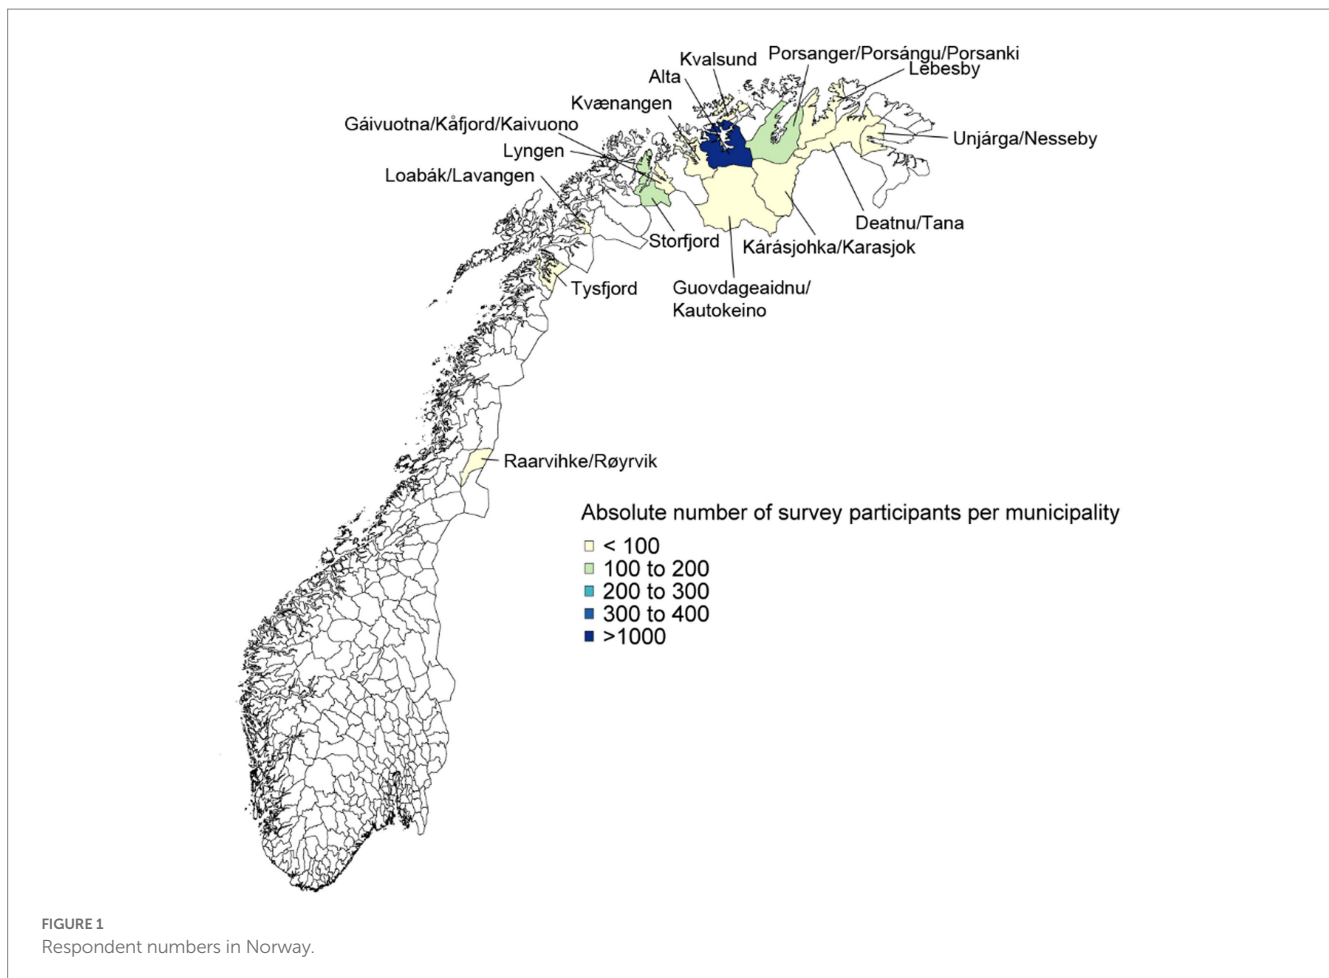 Kvalsund
Porsanger/Porsángu/Porsanki
Alta
Lebesby
Kvænangen
Gáivuotna/Kåfjord/Kaivuono
Unjárga/Nesseby
Lyngen
Loabák/Lavangen
Deatnu/Tana
Storfjord
Kárásjohka/Karasjok
Tysfjord
Guovdageaidnu/
Kautokeino
Raarvihke/Røyrvik
Absolute number of survey participants per municipality
< 100
100 to 200
200 to 300
300 to 400
>1000
FIGURE 1
Respondent numbers in Norway.